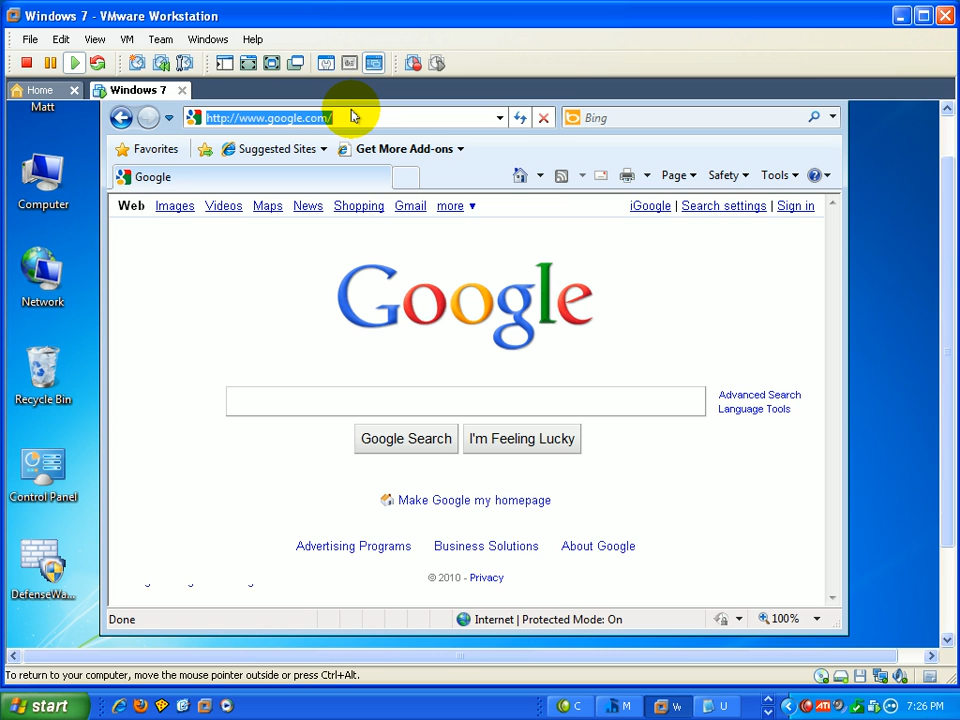 Windows 7 - VMware Workstation
File Edit View VM Team Windows Help
Home Windows 7
Matt
http://www.google.com/ Bing
Favorites Suggested Sites Get More Add-ons
Google Page Safety Tools
Computer
Web Images Videos Maps News Shopping Gmail more iGoogle | Search settings | Sign in
Google
Network
Recycle Bin
Advanced Search
Language Tools
Google Search I'm Feeling Lucky
Control Panel
Make Google my homepage
Advertising Programs Business Solutions About Google
© 2010 - Privacy
DefenseWa...
Done Internet | Protected Mode: On 100%
To return to your computer, move the mouse pointer outside or press Ctrl+Alt.
start C M W U 7:26 PM